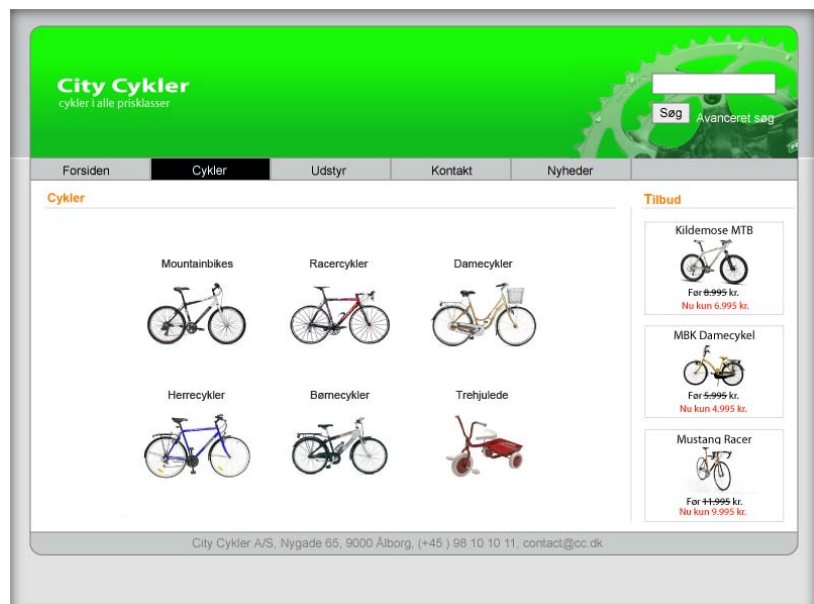 City Cykler
cykler i alle prisklasser
Søg Avanceret søg
Forsiden Cykler Udstyr Kontakt Nyheder
Cykler
Mountainbikes Racercykler Damecykler
Herrecykler Børnecykler Trehjulede
Tilbud
Kildemose MTB
Før 8.995 kr.
Nu kun 6.995 kr.
MBK Damecykel
Før 5.995 kr.
Nu kun 4.995 kr.
Mustang Racer
Før 11.995 kr.
Nu kun 9.995 kr.
City Cykler A/S, Nygade 65, 9000 Ålborg, (+45 ) 98 10 10 11, contact@cc.dk